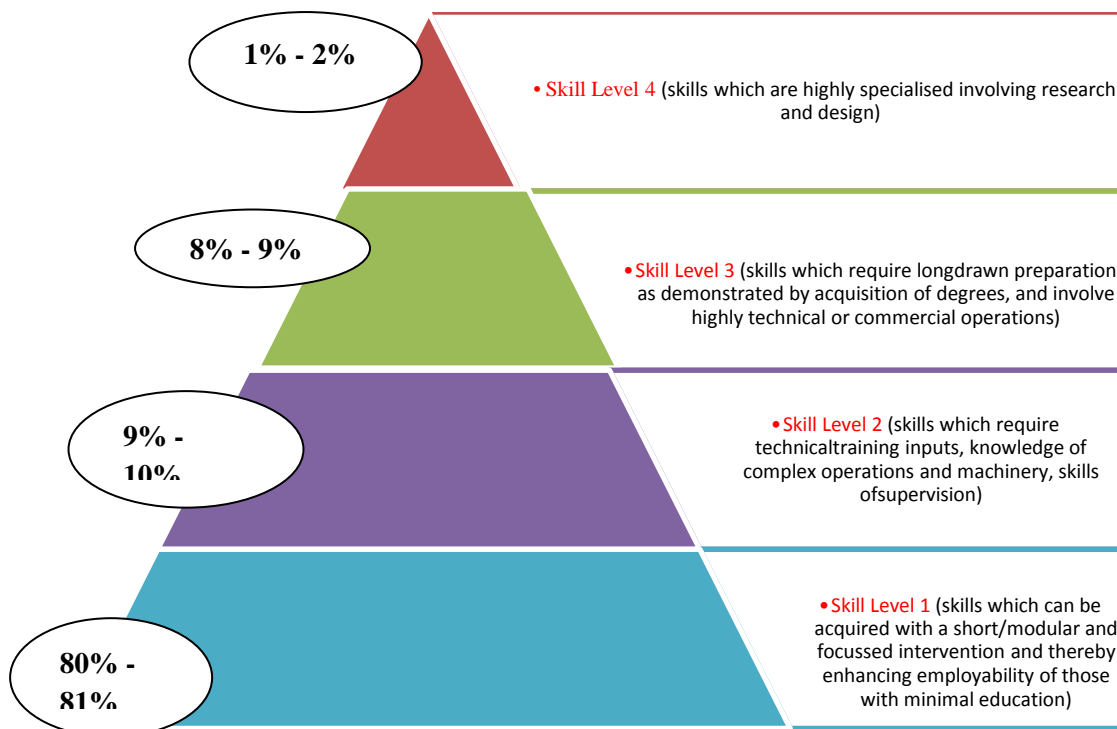 1% - 2%
• Skill Level 4 (skills which are highly specialised involving research
and design)
8% - 9%
• Skill Level 3 (skills which require longdrawn preparation
as demonstrated by acquisition of degrees, and involve
highly technical or commercial operations)
9% -
10%
• Skill Level 2 (skills which require
technicaltraining inputs, knowledge of
complex operations and machinery, skills
ofsupervision)
80% -
81%
• Skill Level 1 (skills which can be
acquired with a short/modular and
focussed intervention and thereby
enhancing employability of those
with minimal education)